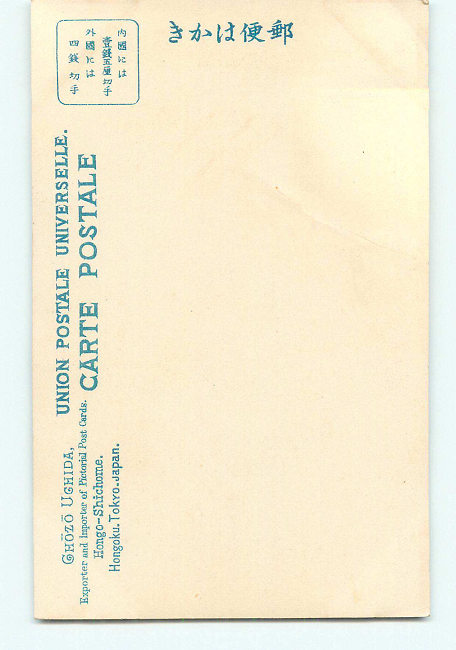 きかは便郵
內國には
壹錢五厘切手
外國には
四錢切手
UNION POSTALE UNIVERSELLE.
CARTE POSTALE
CHŌZŌ UCHIDA,
Exporter and Importer of Pictorial Post Cards.
Hongo-Shichome.
Hongoku.Tokyo.Japan.